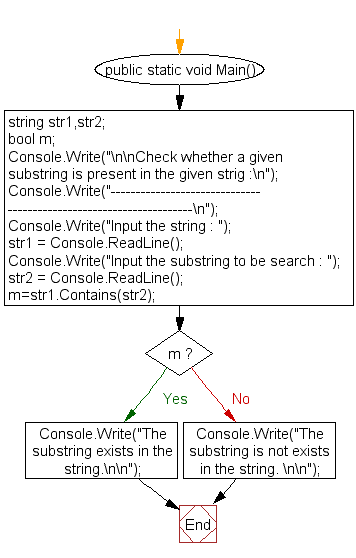 public static void Main()
string str1,str2;
bool m;
Console.Write("\n\nCheck whether a given
substring is present in the given strig :\n");
Console.Write("------------------------------
-------------------------------------\n");
Console.Write("Input the string : ");
str1 = Console.ReadLine();
Console.Write("Input the substring to be search : ");
str2 = Console.ReadLine();
m=str1.Contains(str2);
m ?
Yes
No
Console.Write("The
substring exists in the
string.\n\n");
Console.Write("The
substring is not exists
in the string. \n\n");
End